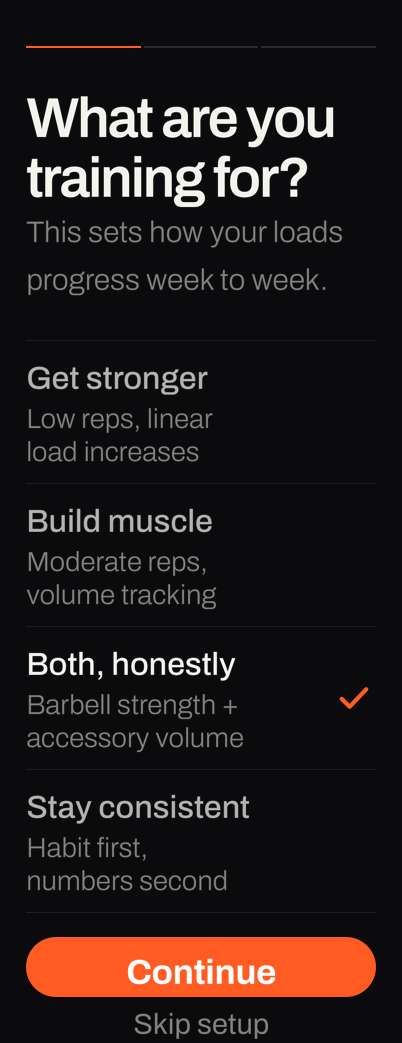 What are you
training for?
This sets how your loads
progress week to week.
Get stronger
Low reps, linear
load increases
Build muscle
Moderate reps,
volume tracking
Both, honestly
Barbell strength +
accessory volume
Stay consistent
Habit first,
numbers second
Continue
Skip setup